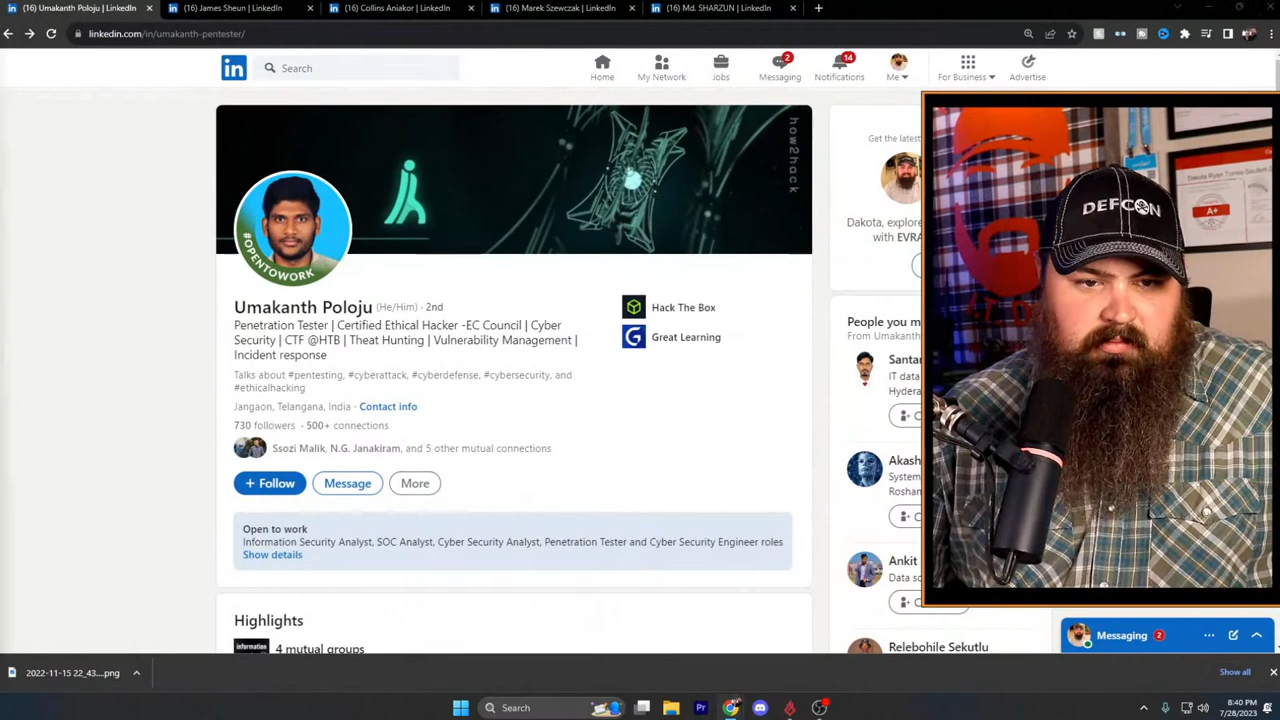 (16) Umakanth Poloju | LinkedIn
(16) James Sheun | LinkedIn
(16) Collins Aniakor | LinkedIn
(16) Marek Szewczak | LinkedIn
(16) Md. SHARZUN | LinkedIn
linkedin.com/in/umakanth-pentester/
in
Search
Home
My Network
Jobs
2
Messaging
14
Notifications
Me
For Business
Advertise
how2hack
#OPENTOWORK
Umakanth Poloju (He/Him) · 2nd
Penetration Tester | Certified Ethical Hacker -EC Council | Cyber
Security | CTF @HTB | Theat Hunting | Vulnerability Management |
Incident response
Talks about #pentesting, #cyberattack, #cyberdefense, #cybersecurity, and
#ethicalhacking
Jangaon, Telangana, India · Contact info
730 followers · 500+ connections
Ssozi Malik, N.G. Janakiram, and 5 other mutual connections
+ Follow
Message
More
Hack The Box
Great Learning
Open to work
Information Security Analyst, SOC Analyst, Cyber Security Analyst, Penetration Tester and Cyber Security Engineer roles
Show details
Highlights
information
4 mutual groups
Get the latest
Dakota, explore
with EVRA
People you m
From Umakanth
Santar
IT data
Hydera
C
Akash
System
Roshan
C
Ankit
Data sc
C
Relebohile Sekutlu
DEFCON
A+
Messaging 2
2022-11-15 22_43....png
Show all
Search
Pr
8:40 PM
7/28/2023